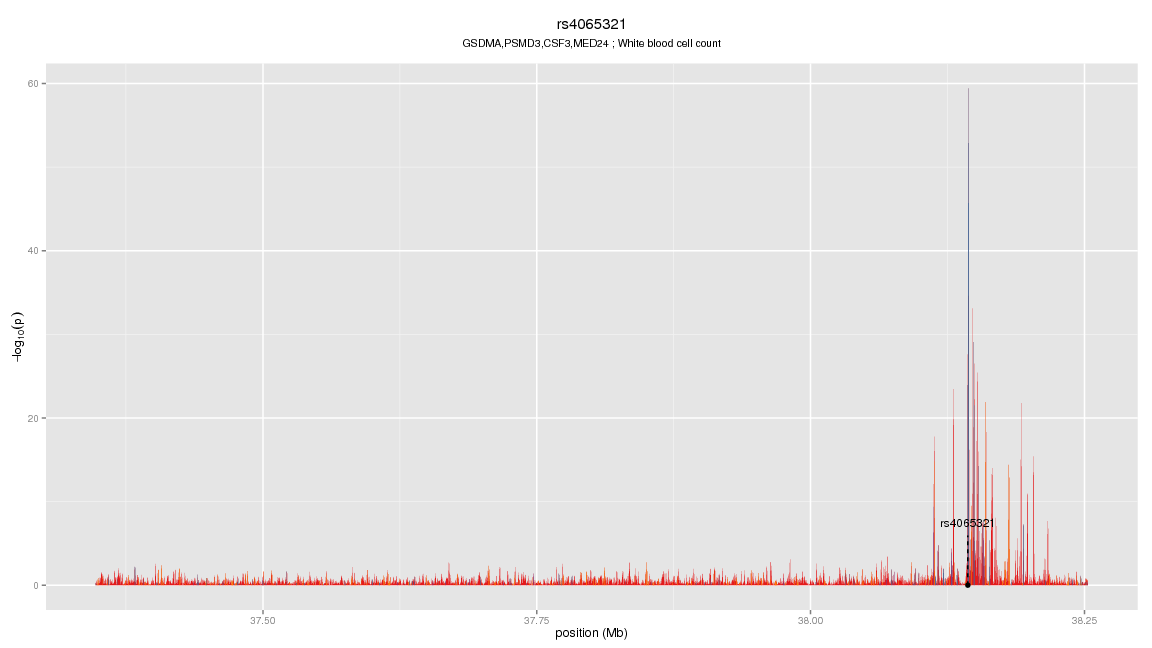 rs4065321
GSDMA,PSMD3,CSF3,MED24 ; White blood cell count
60
40
20
0
−log10(p)
rs4065321
37.50 37.75 38.00 38.25
position (Mb)